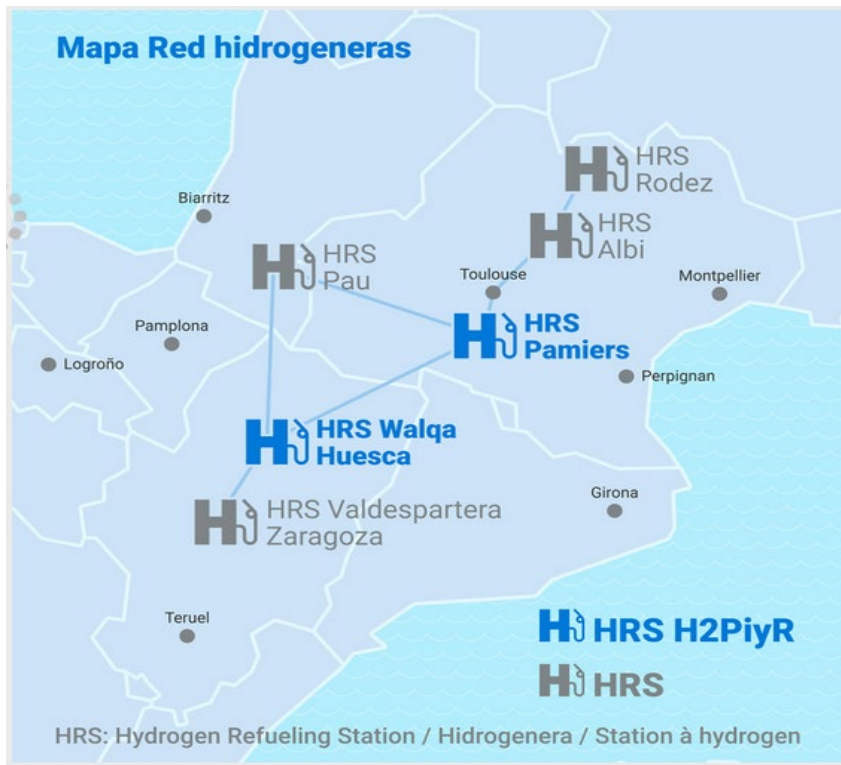 Mapa Red hidrogeneras
HRS
Rodez
Biarritz
HRS
Albi
HRS
Pau
Toulouse
Montpellier
Pamplona
HRS
Pamiers
Logroño
Perpignan
HRS Walqa
Huesca
Girona
HRS Valdespartera
Zaragoza
Teruel
HRS H2PiyR
HRS
HRS: Hydrogen Refueling Station / Hidrogenera / Station à hydrogen